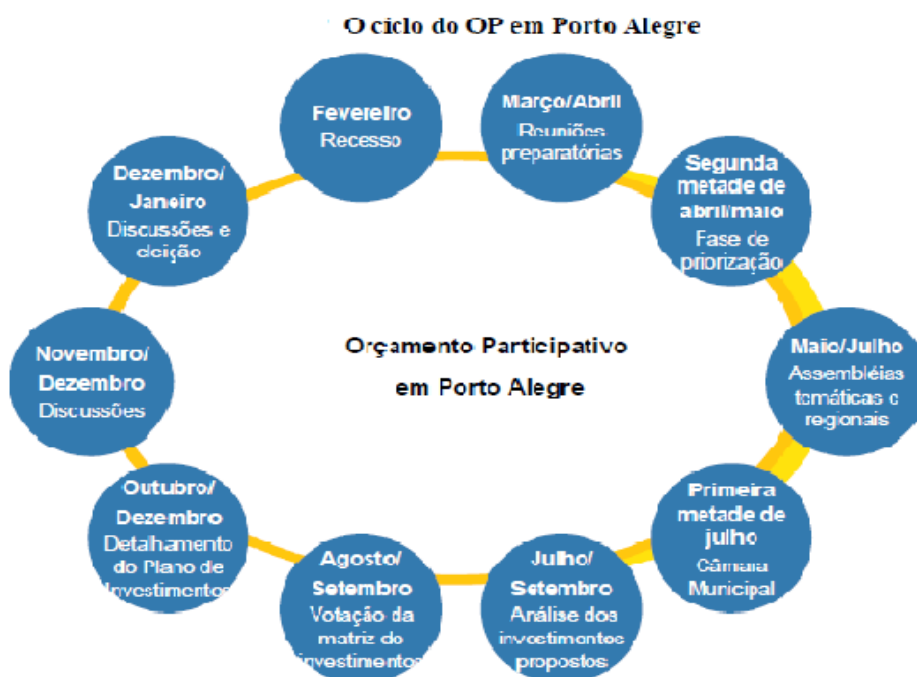 O ciclo do OP em Porto Alegre
Fevereiro
Recesso
Março/Abril
Reuniões
preparatórias
Segunda
metade de
abril/maio
Fase de
priorização
Maio/Julho
Assembléias
temáticas e
regionais
Primeira
metade de
julho
Câmara
Municipal
Julho/
Setembro
Análise dos
investimentos
propostos
Agosto/
Setembro
Votação da
matriz de
investimentos
Outubro/
Dezembro
Detalhamento
do Plano de
Investimentos
Novembro/
Dezembro
Discussões
Dezembro/
Janeiro
Discussões e
eleição
Orçamento Participativo
em Porto Alegre